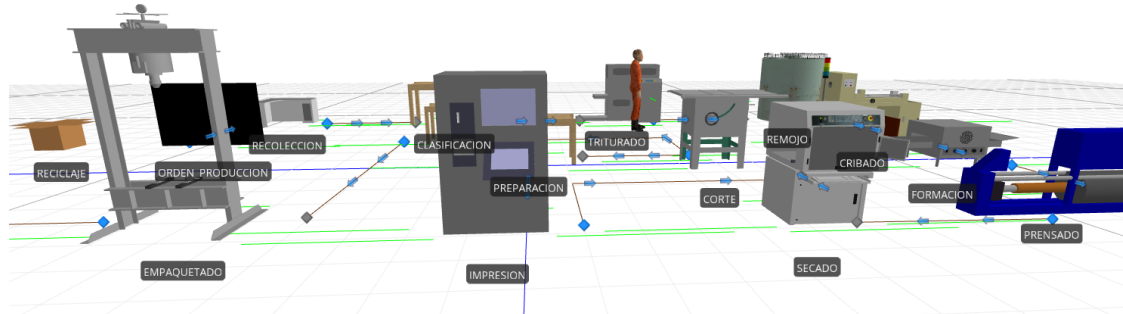 RECICLAJE
ORDEN_PRODUCCION
RECOLECCION
CLASIFICACION
PREPARACION
TRITURADO
CORTE
REMOJO
CRIBADO
FORMACION
PRENSADO
SECADO
IMPRESION
EMPAQUETADO